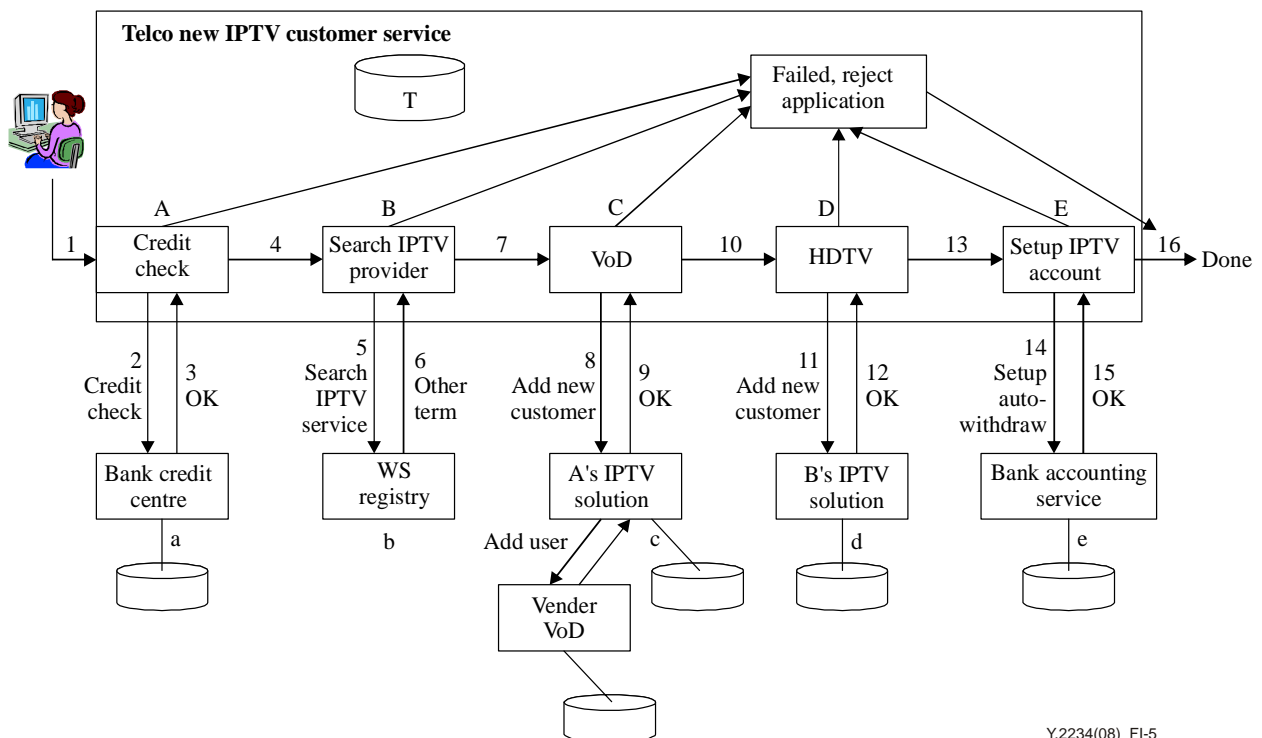 Telco new IPTV customer service
T
Failed, reject
application
A
B
C
D
E
1
Credit
check
4
Search IPTV
provider
7
VoD
10
HDTV
13
Setup IPTV
account
16
Done
2
Credit
check
3
OK
5
Search
IPTV
service
6
Other
term
8
Add new
customer
9
OK
11
Add new
customer
12
OK
14
Setup
auto-
withdraw
15
OK
Bank credit
centre
WS
registry
A's IPTV
solution
B's IPTV
solution
Bank accounting
service
a
b
Add user
c
d
e
Vender
VoD
Y.2234(08)_FI-5